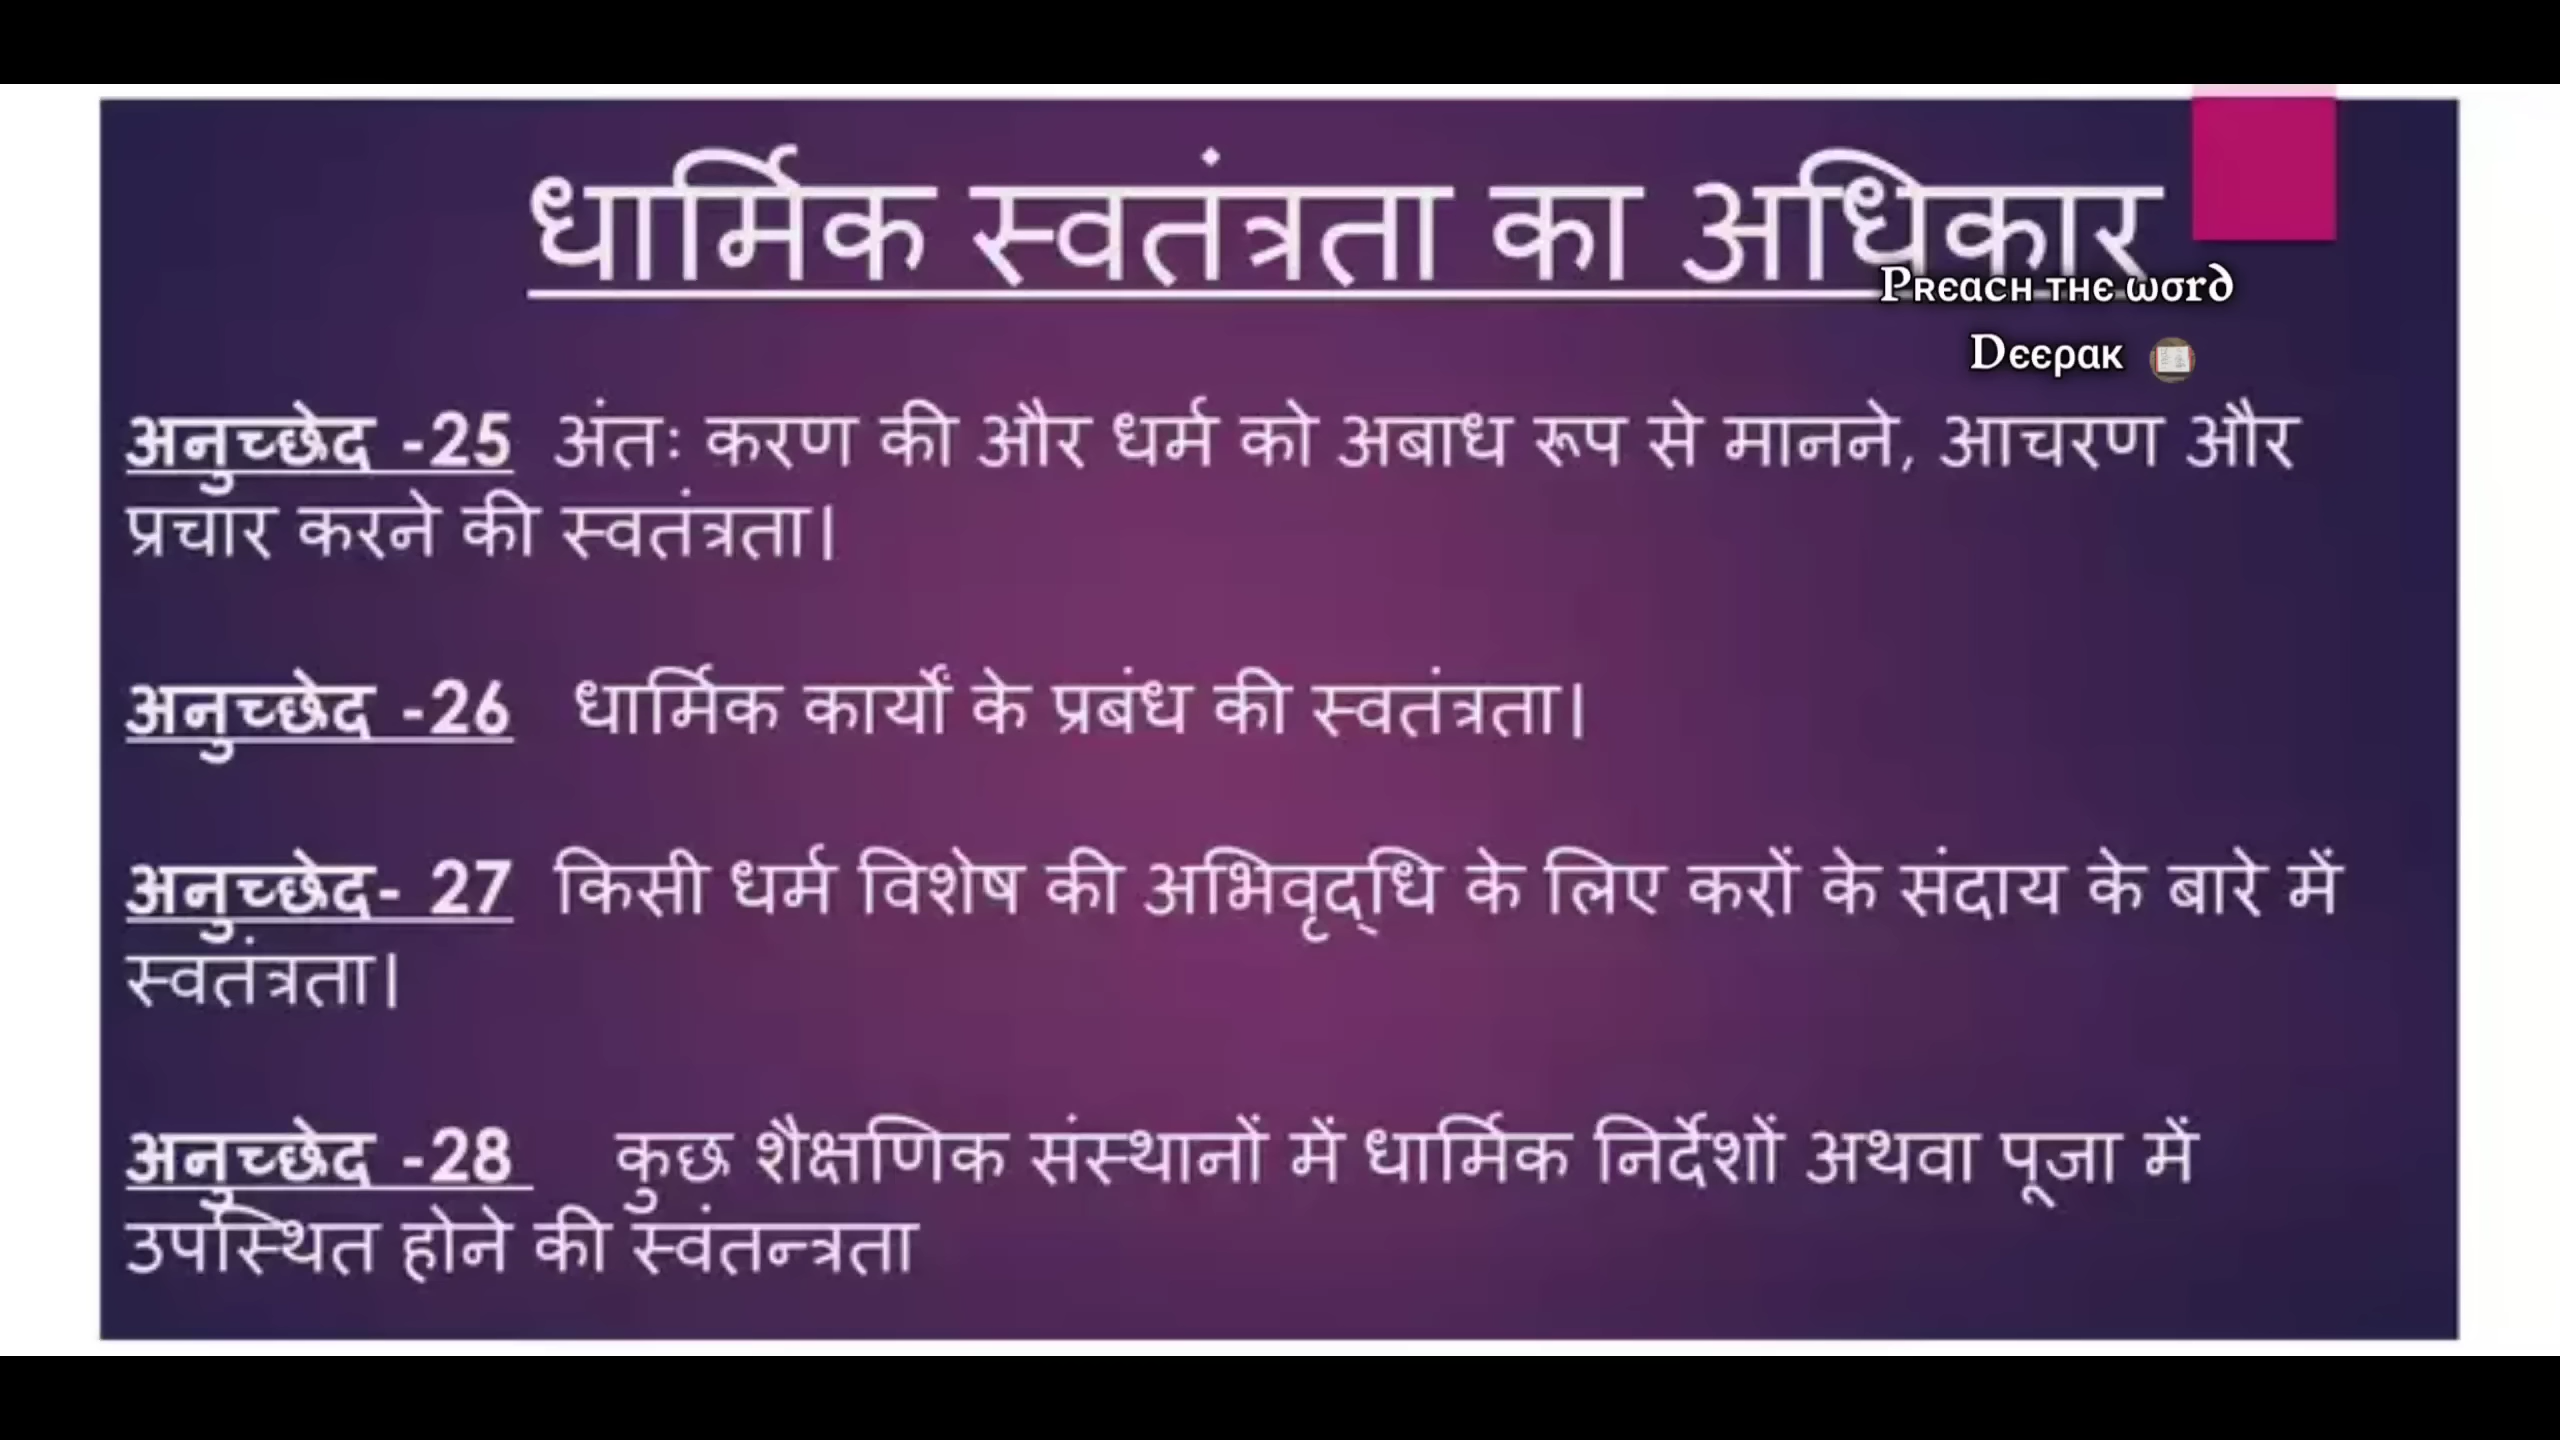 धार्मिक स्वतंत्रता का अधिकार
Preach the word
Deepak
अनुच्छेद -25 अंतः करण की और धर्म को अबाध रूप से मानने, आचरण और
प्रचार करने की स्वतंत्रता।
अनुच्छेद -26 धार्मिक कार्यों के प्रबंध की स्वतंत्रता।
अनुच्छेद- 27 किसी धर्म विशेष की अभिवृद्‌धि के लिए करों के संदाय के बारे में
स्वतंत्रता।
अनुच्छेद -28 कुछ शैक्षणिक संस्थानों में धार्मिक निर्देशों अथवा पूजा में
उपस्थित होने की स्वंतन्त्रता